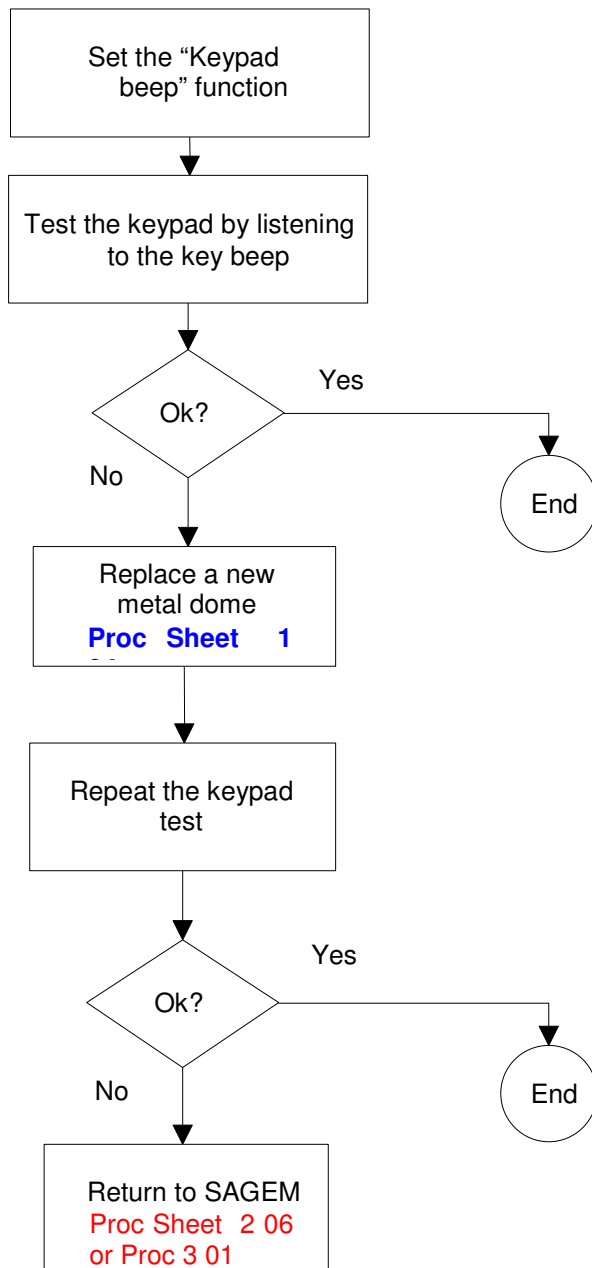 Set the “Keypad
beep” function
Test the keypad by listening
to the key beep
Ok?
Yes
No
End
Replace a new
metal dome
Proc Sheet 1
Repeat the keypad
test
Ok?
Yes
No
End
Return to SAGEM
Proc Sheet 2 06
or Proc 3 01